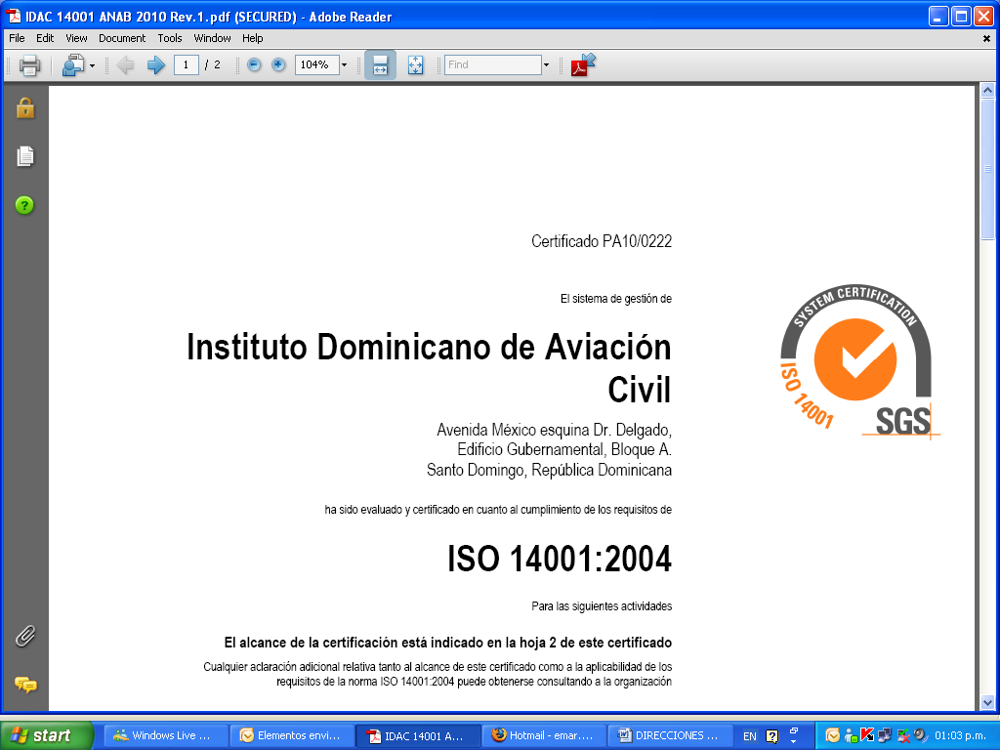 IDAC 14001 ANAB 2010 Rev.1.pdf (SECURED) - Adobe Reader
File Edit View Document Tools Window Help
1 / 2 104% Find
Certificado PA10/0222
El sistema de gestión de
Instituto Dominicano de Aviación
Civil
Avenida México esquina Dr. Delgado,
Edificio Gubernamental, Bloque A.
Santo Domingo, República Dominicana
ha sido evaluado y certificado en cuanto al cumplimiento de los requisitos de
ISO 14001:2004
Para las siguientes actividades
El alcance de la certificación está indicado en la hoja 2 de este certificado
Cualquier aclaración adicional relativa tanto al alcance de este certificado como a la aplicabilidad de los
requisitos de la norma ISO 14001:2004 puede obtenerse consultando a la organización
SYSTEM CERTIFICATION
ISO 14001
SGS
start Windows Live ... Elementos envi... IDAC 14001 A... Hotmail - emar.... DIRECCIONES ... EN 01:03 p.m.